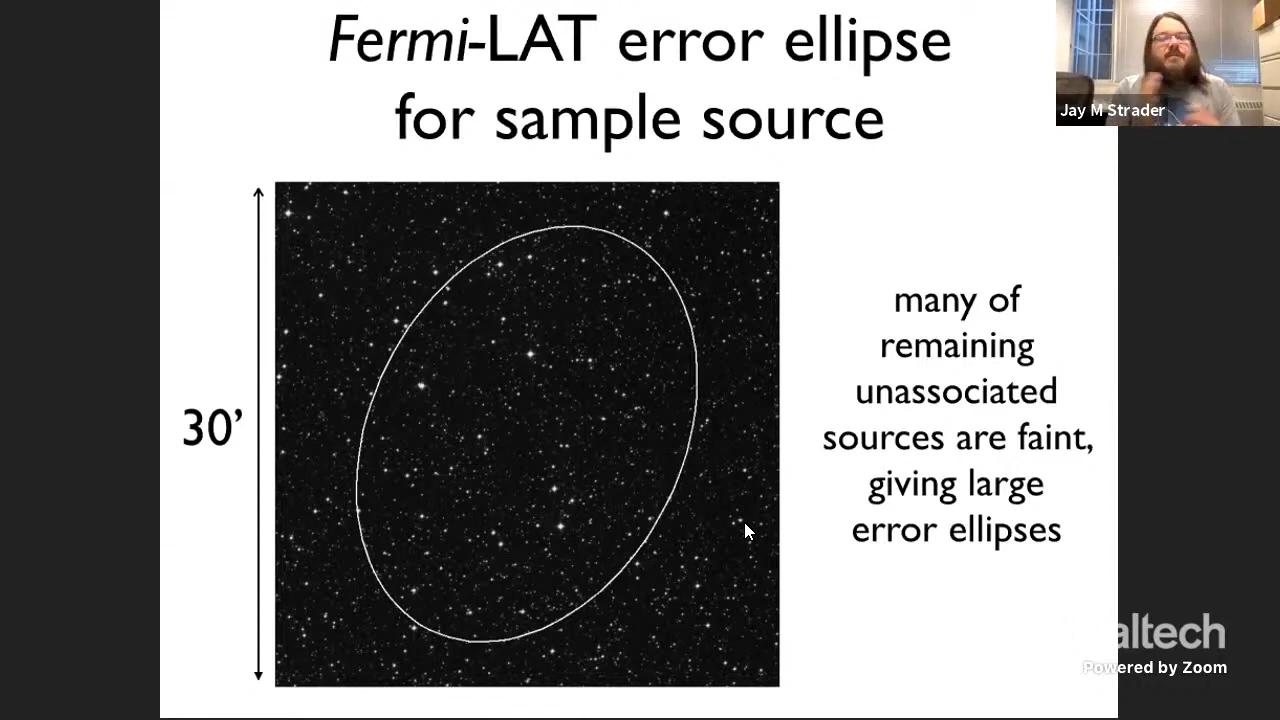 Fermi-LAT error ellipse
for sample source
Jay M Strader
30’
many of
remaining
unassociated
sources are faint,
giving large
error ellipses
altech
Powered by Zoom